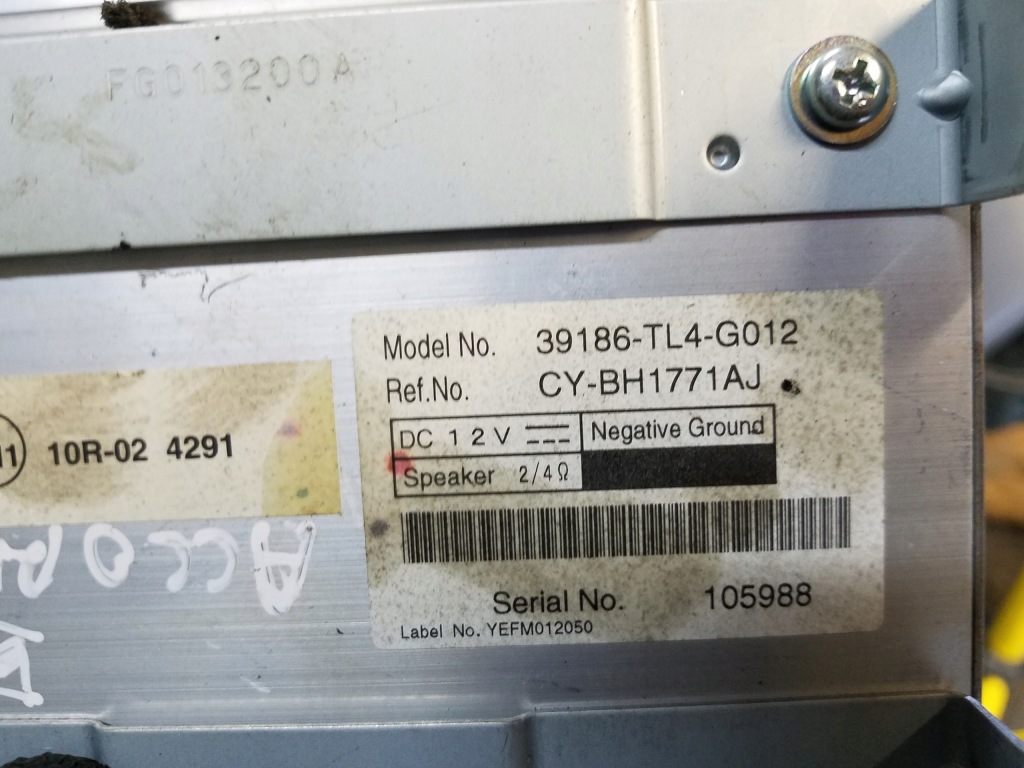 FG013200A
Model No. 39186-TL4-G012
Ref.No. CY-BH1771AJ
DC 12V Negative Ground
Speaker 2/4Ω
Serial No. 105988
Label No. YEFM012050
10R-02 4291